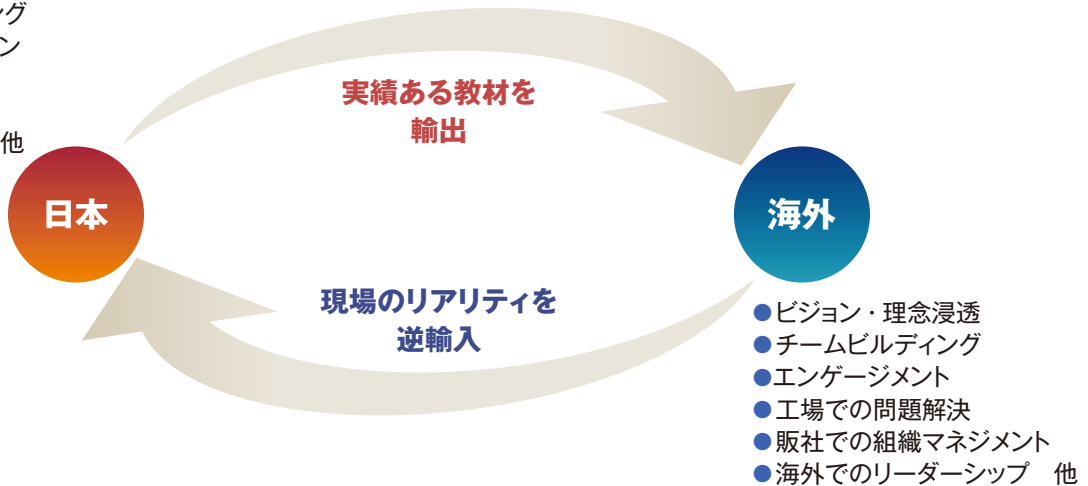 ング
ン
他
実績ある教材を
輸出
日本
海外
現場のリアリティを
逆輸入
●ビジョン・理念浸透
●チームビルディング
●エンゲージメント
●工場での問題解決
●販社での組織マネジメント
●海外でのリーダーシップ　他